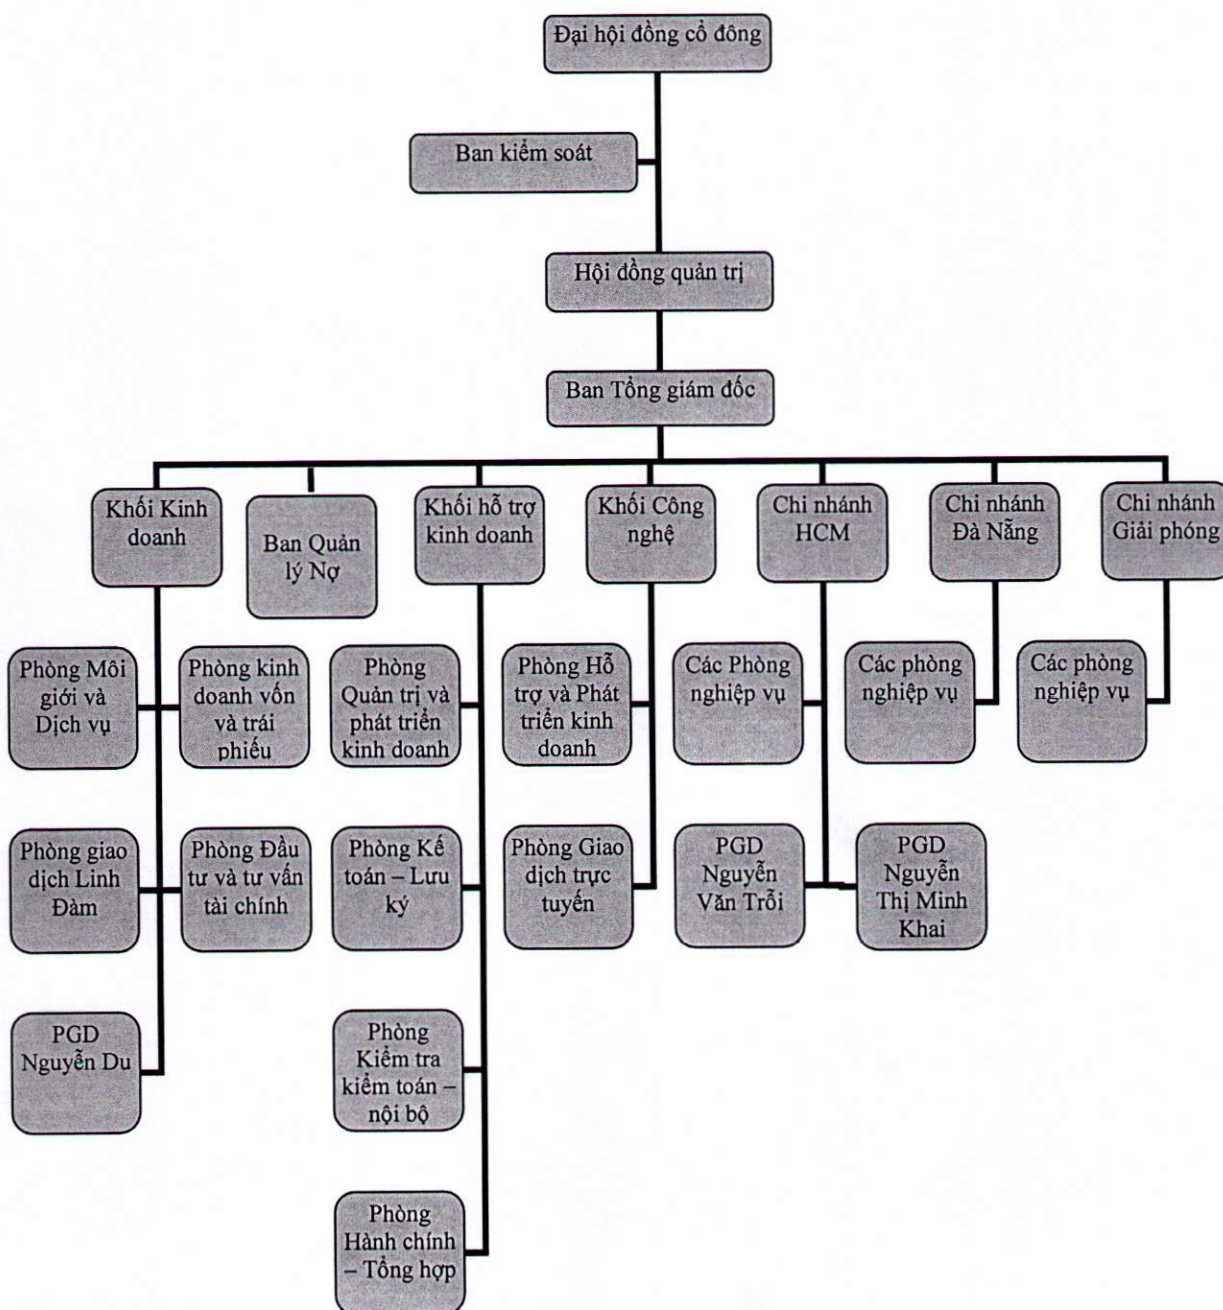 Đại hội đồng cổ đông
Ban kiểm soát
Hội đồng quản trị
Ban Tổng giám đốc
Khối Kinh
doanh
Ban Quản
lý Nợ
Khối hỗ trợ
kinh doanh
Khối Công
nghệ
Chi nhánh
HCM
Chi nhánh
Đà Nẵng
Chi nhánh
Giải phóng
Phòng Môi
giới và
Dịch vụ
Phòng kinh
doanh vốn
và trái
phiếu
Phòng
Quản trị và
phát triển
kinh doanh
Phòng Hỗ
trợ và Phát
triển kinh
doanh
Các Phòng
nghiệp vụ
Các phòng
nghiệp vụ
Các phòng
nghiệp vụ
Phòng giao
dịch Linh
Đàm
Phòng Đầu
tư và tư vấn
tài chính
Phòng Kế
toán – Lưu
ký
Phòng Giao
dịch trực
tuyến
PGD
Nguyễn
Văn Trỗi
PGD
Nguyễn
Thị Minh
Khai
PGD
Nguyễn Du
Phòng
Kiểm tra
kiểm toán –
nội bộ
Phòng
Hành chính
– Tổng hợp